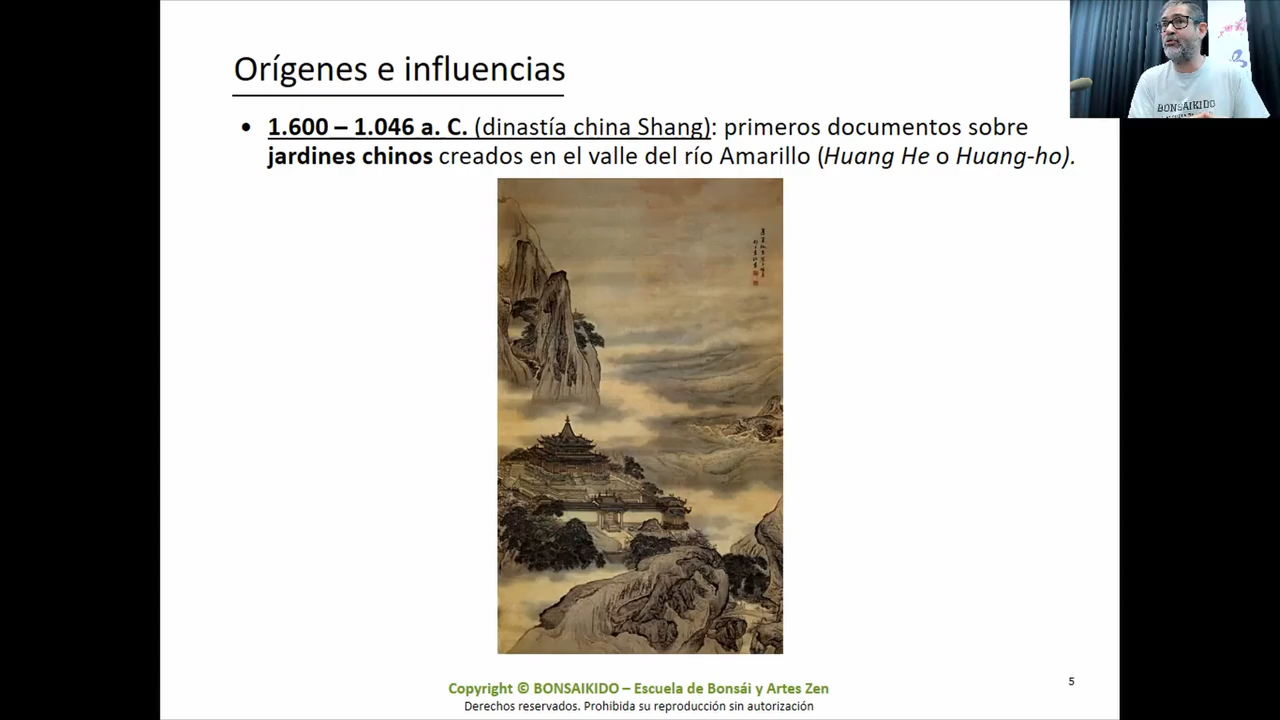 Orígenes e influencias
• 1.600 – 1.046 a. C. (dinastía china Shang): primeros documentos sobre
jardines chinos creados en el valle del río Amarillo (Huang He o Huang-ho).
BONSAIKIDO
Copyright © BONSAIKIDO – Escuela de Bonsái y Artes Zen
Derechos reservados. Prohibida su reproducción sin autorización
5